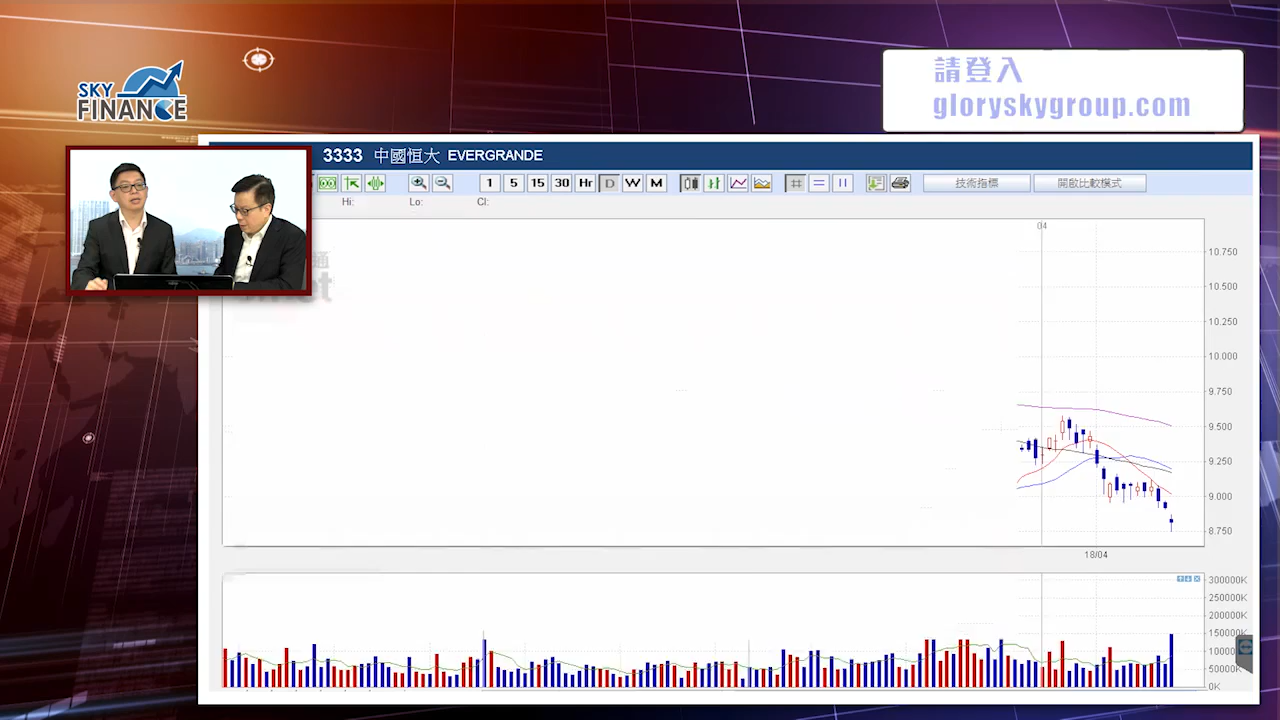 請登入
gloryskygroup.com
SKY
FINANCE
3333 中國恒大 EVERGRANDE
1 5 15 30 Hr D W M 技術指標 開啟比較模式
Hi: Lo: Cl:
04
10.750
10.500
10.250
10.000
9.750
9.500
9.250
9.000
8.750
18/04
300000K
250000K
200000K
150000K
50000K
0K